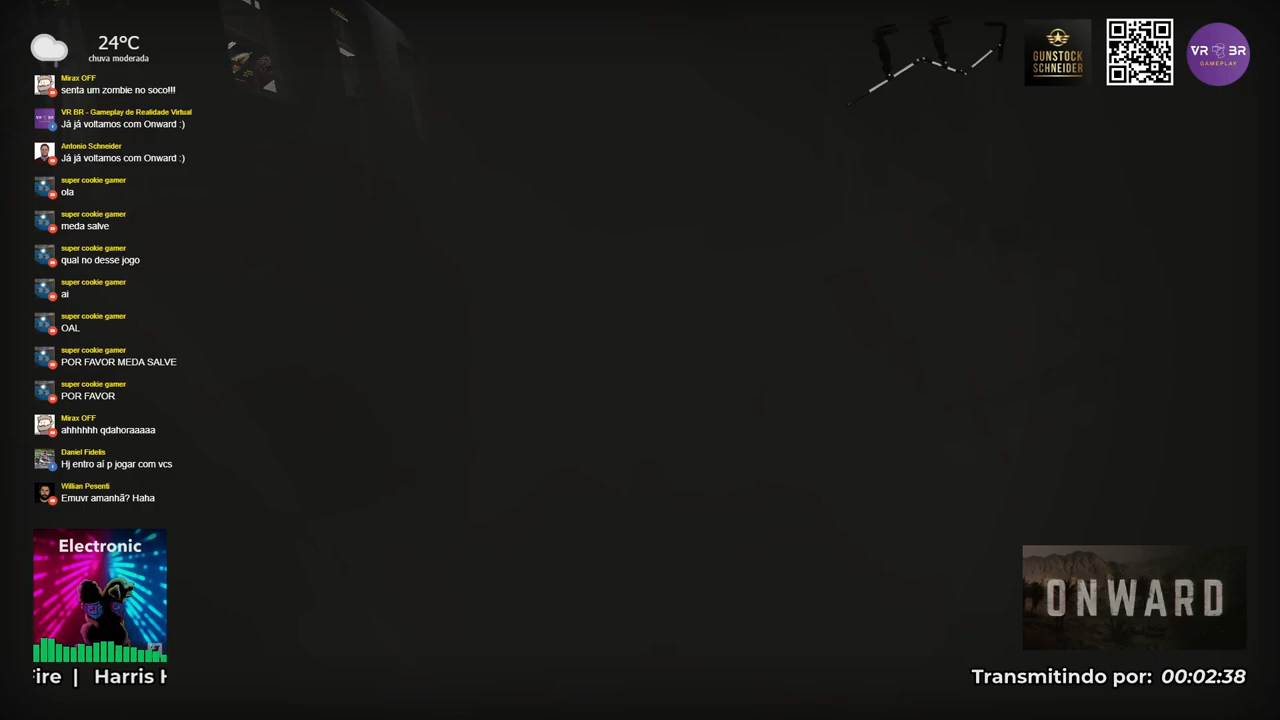 24°C
chuva moderada
Mirax OFF
senta um zombie no soco!!!
VR BR - Gameplay de Realidade Virtual
Já já voltamos com Onward :)
Antonio Schneider
Já já voltamos com Onward :)
super cookie gamer
ola
super cookie gamer
meda salve
super cookie gamer
qual no desse jogo
super cookie gamer
ai
super cookie gamer
OAL
super cookie gamer
POR FAVOR MEDA SALVE
super cookie gamer
POR FAVOR
Mirax OFF
ahhhhhh qdahoraaaaa
Daniel Fidelis
Hj entro aí p jogar com vcs
Willian Pesenti
Emuvr amanhã? Haha
Electronic
ire | Harris
GUNSTOCK
SCHNEIDER
VR BR
GAMEPLAY
ONWARD
Transmitindo por: 00:02:38